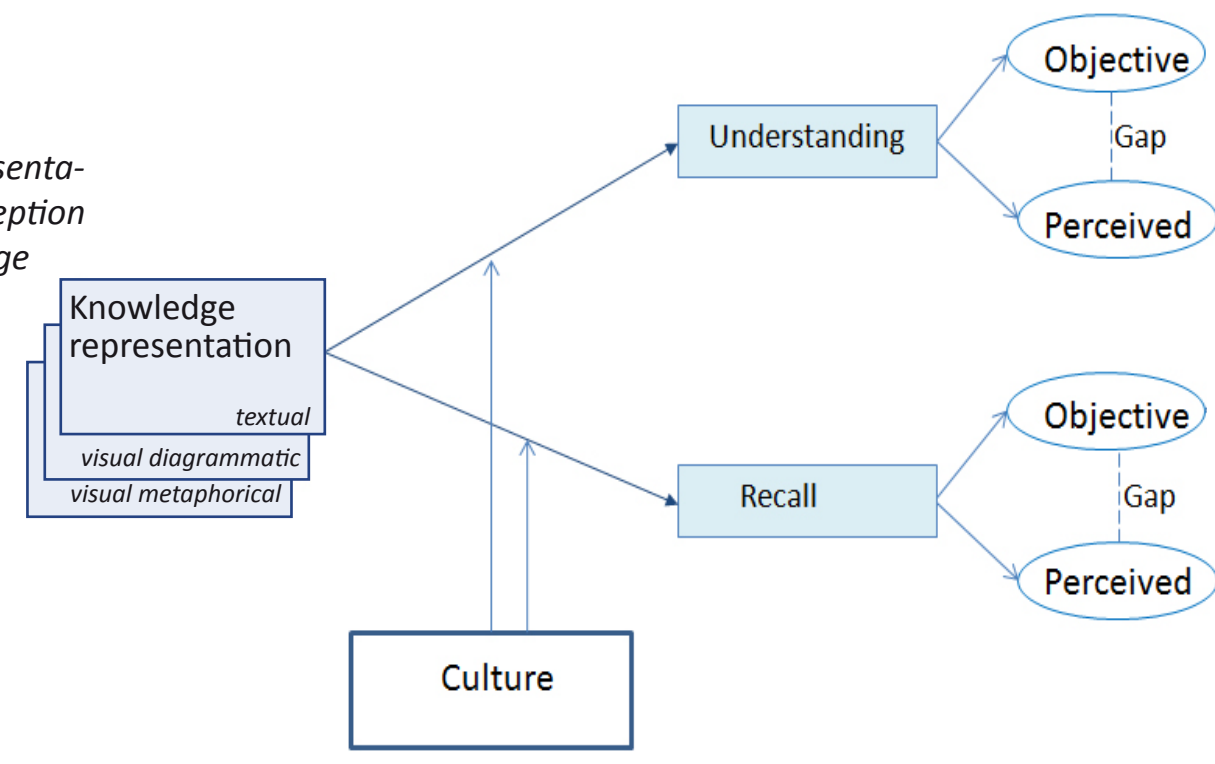 senta-
eption
ge
Knowledge
representation
textual
visual diagrammatic
visual metaphorical
Understanding
Objective
Gap
Perceived
Recall
Objective
Gap
Perceived
Culture